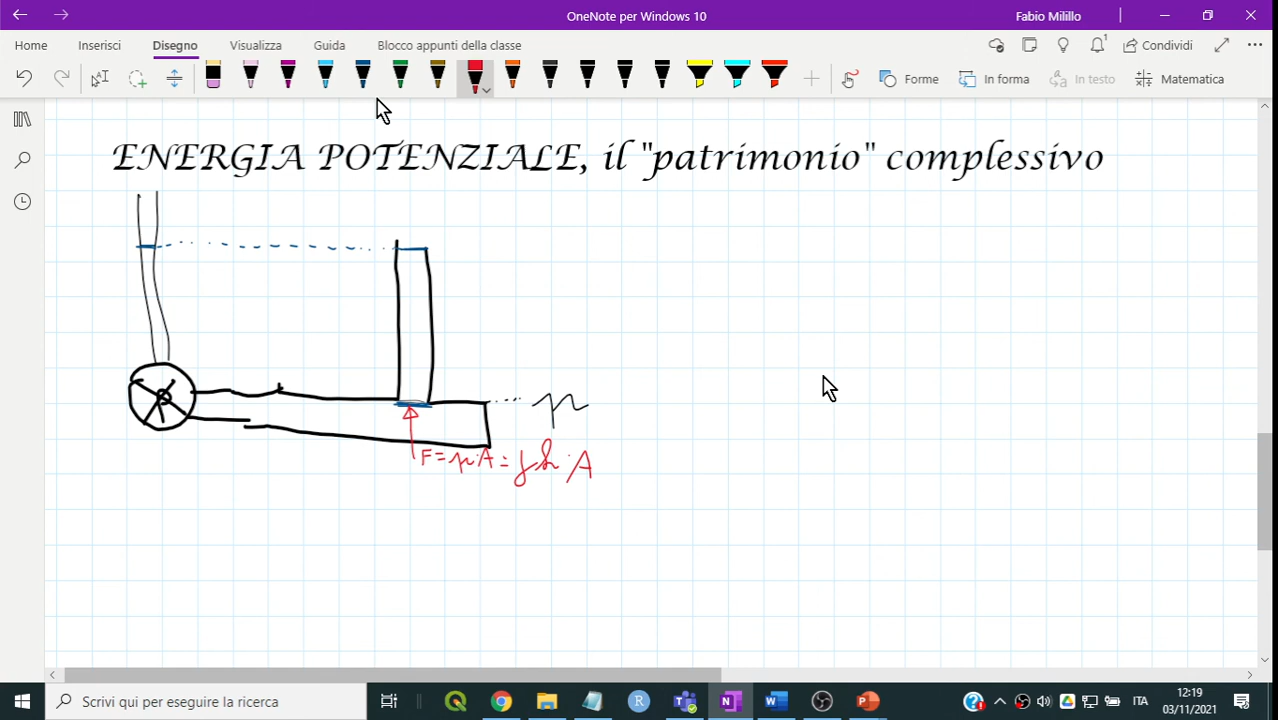 OneNote per Windows 10
Fabio Milillo
Home
Inserisci
Disegno
Visualizza
Guida
Blocco appunti della classe
Condividi
Forme
In forma
In testo
Matematica
ENERGIA POTENZIALE, il "patrimonio" complessivo
p
F = p·A = γh·A
Scrivi qui per eseguire la ricerca
ITA
12:19
03/11/2021